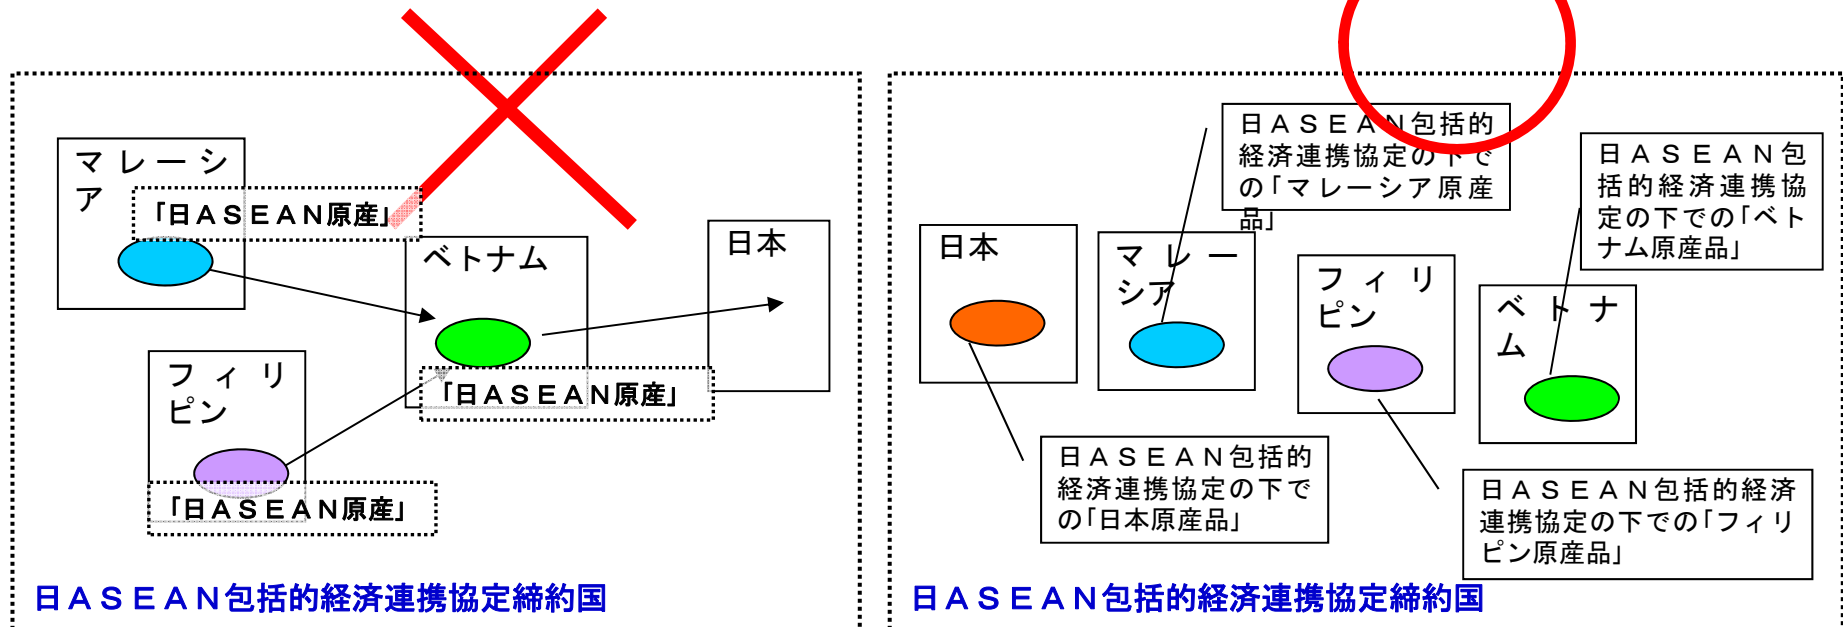 マレーシ
ア
「日ASEAN原産」
ベトナム
日本
フィリ
ピン
「日ASEAN原産」
「日ASEAN原産」
日ASEAN包括的経済連携協定締約国
日ASEAN包括的
経済連携協定の下で
の「マレーシア原産
品」
日ASEAN包
括的経済連携協
定の下での「ベト
ナム原産品」
日本
マレー
シア
フィリ
ピン
ベトナ
ム
日ASEAN包括的
経済連携協定の下で
の「日本原産品」
日ASEAN包括的経済
連携協定の下での「フィリ
ピン原産品」
日ASEAN包括的経済連携協定締約国